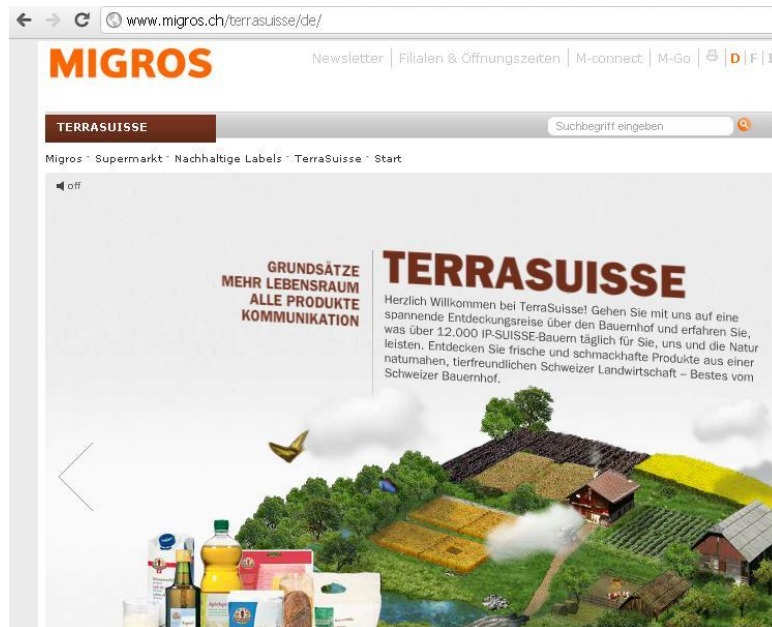 www.migros.ch/terrasuisse/de/
MIGROS
Newsletter | Filialen & Öffnungszeiten | M-connect | M-Go | D | F | I
TERRASUISSE
Suchbegriff eingeben
Migros - Supermarkt - Nachhaltige Labels - TerraSuisse - Start
off
GRUNDSÄTZE
MEHR LEBENSRAUM
ALLE PRODUKTE
KOMMUNIKATION
TERRASUISSE
Herzlich Willkommen bei TerraSuisse! Gehen Sie mit uns auf eine
spannende Entdeckungsreise über den Bauernhof und erfahren Sie,
was über 12.000 IP-SUISSE-Bauern täglich für Sie, uns und die Natur
leisten. Entdecken Sie frische und schmackhafte Produkte aus einer
naturnahen, tierfreundlichen Schweizer Landwirtschaft – Bestes vom
Schweizer Bauernhof.